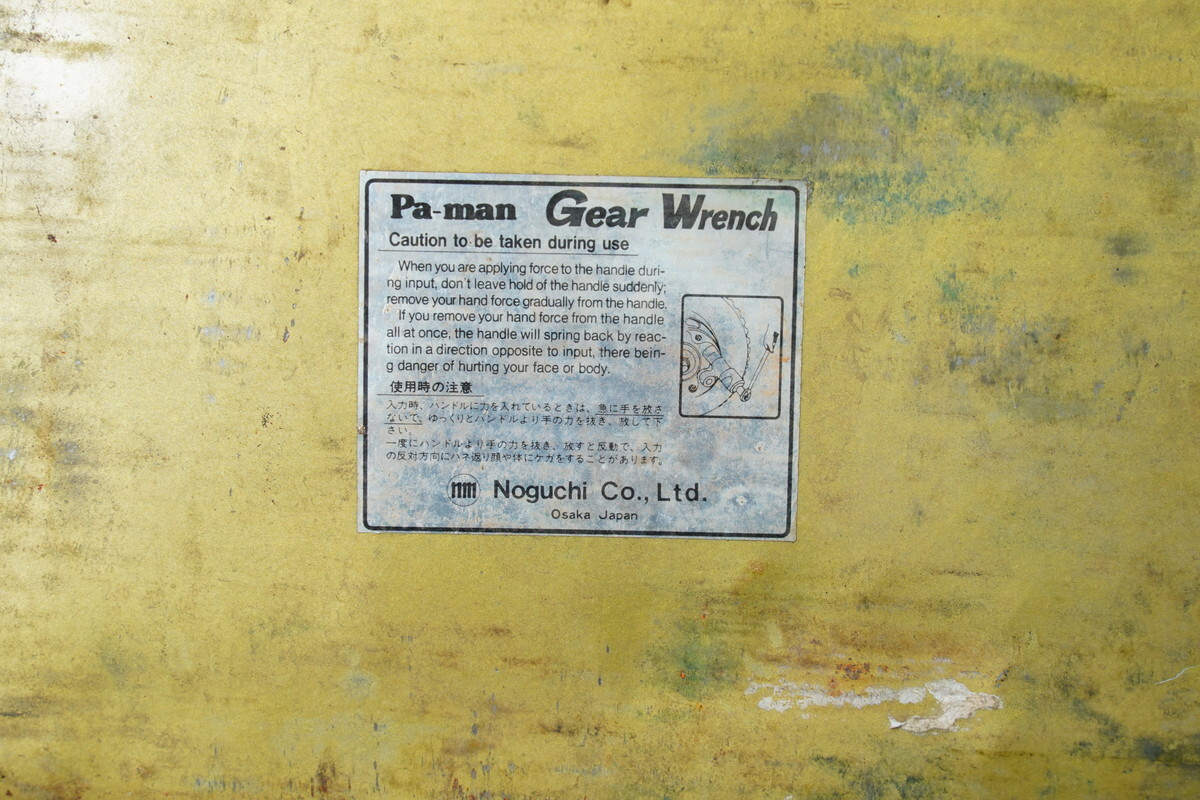 Pa-man Gear Wrench
Caution to be taken during use
When you are applying force to the handle duri-
ng input, don't leave hold of the handle suddenly;
remove your hand force gradually from the handle.
If you remove your hand force from the handle
all at once, the handle will spring back by reac-
tion in a direction opposite to input, there bein-
g danger of hurting your face or body.
使用時の注意
入力時、ハンドルに力を入れているときは、急に手を放さ
ないで、ゆっくりとハンドルより手の力を抜き、放して下
さい。
一度にハンドルより手の力を抜き、放すと反動で、入力
の反対方向にハネ返り顔や体にケガをすることがあります。
nm Noguchi Co., Ltd.
Osaka Japan